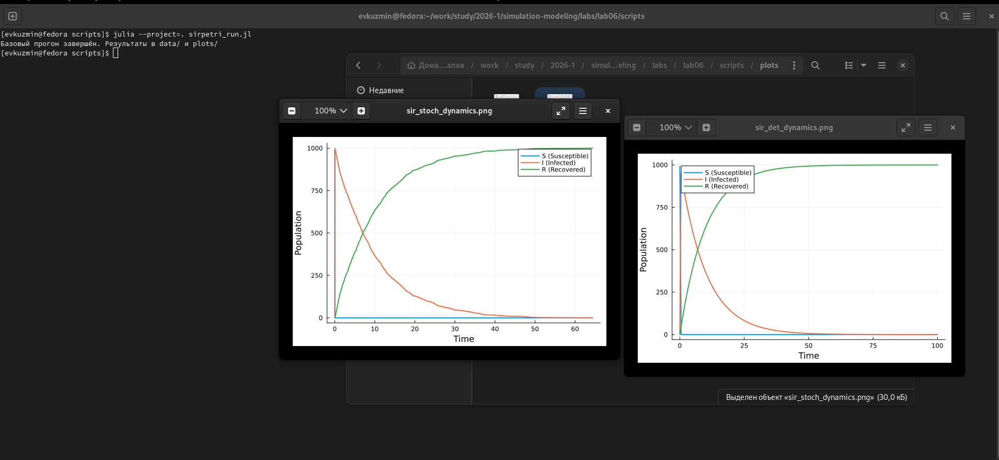 evkuzmin@fedora:~/work/study/2026-1/simulation-modeling/labs/lab06/scripts
[evkuzmin@fedora scripts]$ julia --project=. sirpetri_run.jl
Базовый прогон завершён. Результаты в data/ и plots/
[evkuzmin@fedora scripts]$
Дома…апка / work / study / 2026-1 / simul…eling / labs / lab06 / scripts / plots
Недавние
100%
sir_stoch_dynamics.png
1000
750
500
250
0
Population
0 10 20 30 40 50 60
Time
S (Susceptible)
I (Infected)
R (Recovered)
100%
sir_det_dynamics.png
1000
750
500
250
0
Population
0 25 50 75 100
Time
S (Susceptible)
I (Infected)
R (Recovered)
Выделен объект «sir_stoch_dynamics.png» (30,0 кБ)